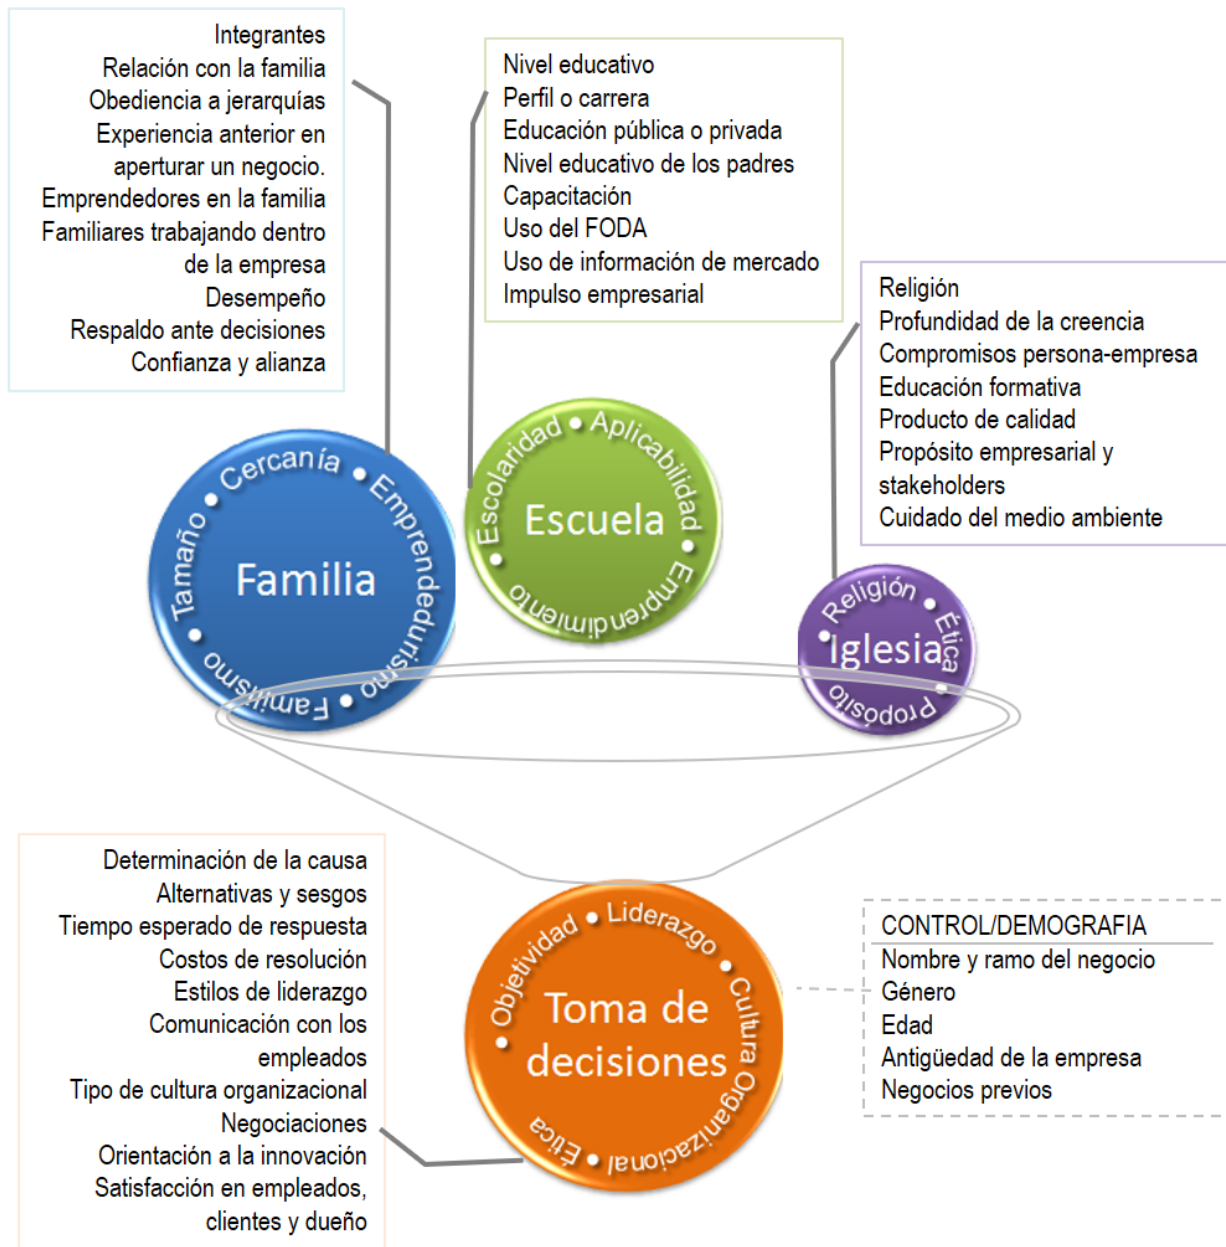 Integrantes
Relación con la familia
Obediencia a jerarquías
Experiencia anterior en
aperturar un negocio.
Emprendedores en la familia
Familiares trabajando dentro
de la empresa
Desempeño
Respaldo ante decisiones
Confianza y alianza
Nivel educativo
Perfil o carrera
Educación pública o privada
Nivel educativo de los padres
Capacitación
Uso del FODA
Uso de información de mercado
Impulso empresarial
Religión
Profundidad de la creencia
Compromisos persona-empresa
Educación formativa
Producto de calidad
Propósito empresarial y
stakeholders
Cuidado del medio ambiente
• Tamaño • Cercanía • Emprendedurismo • Familismo
Familia
• Escolaridad • Aplicabilidad • Emprendimiento
Escuela
• Religión • Ética • Propósito
Iglesia
Determinación de la causa
Alternativas y sesgos
Tiempo esperado de respuesta
Costos de resolución
Estilos de liderazgo
Comunicación con los
empleados
Tipo de cultura organizacional
Negociaciones
Orientación a la innovación
Satisfacción en empleados,
clientes y dueño
• Objetividad • Liderazgo • Cultura Organizacional • Ética
Toma de
decisiones
CONTROL/DEMOGRAFIA
Nombre y ramo del negocio
Género
Edad
Antigüedad de la empresa
Negocios previos